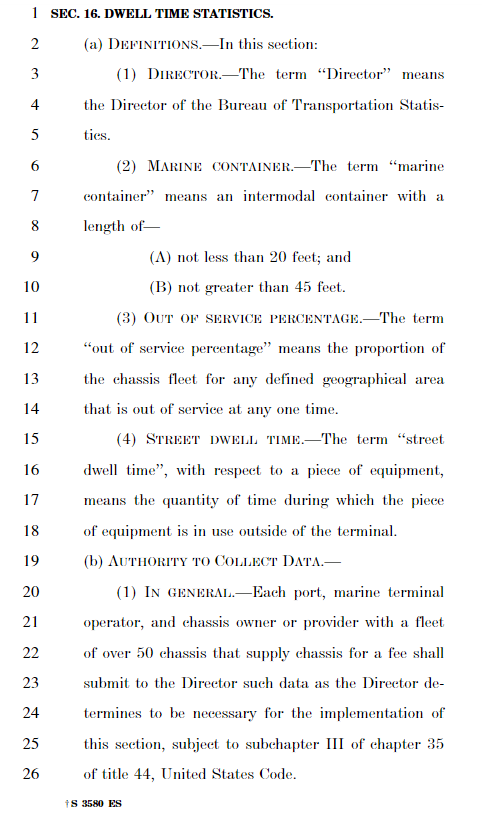 1 SEC. 16. DWELL TIME STATISTICS.
2 (a) DEFINITIONS.—In this section:
3 (1) DIRECTOR.—The term “Director” means
4 the Director of the Bureau of Transportation Statis-
5 tics.
6 (2) MARINE CONTAINER.—The term “marine
7 container” means an intermodal container with a
8 length of—
9 (A) not less than 20 feet; and
10 (B) not greater than 45 feet.
11 (3) OUT OF SERVICE PERCENTAGE.—The term
12 “out of service percentage” means the proportion of
13 the chassis fleet for any defined geographical area
14 that is out of service at any one time.
15 (4) STREET DWELL TIME.—The term “street
16 dwell time”, with respect to a piece of equipment,
17 means the quantity of time during which the piece
18 of equipment is in use outside of the terminal.
19 (b) AUTHORITY TO COLLECT DATA.—
20 (1) IN GENERAL.—Each port, marine terminal
21 operator, and chassis owner or provider with a fleet
22 of over 50 chassis that supply chassis for a fee shall
23 submit to the Director such data as the Director de-
24 termines to be necessary for the implementation of
25 this section, subject to subchapter III of chapter 35
26 of title 44, United States Code.
†S 3580 ES